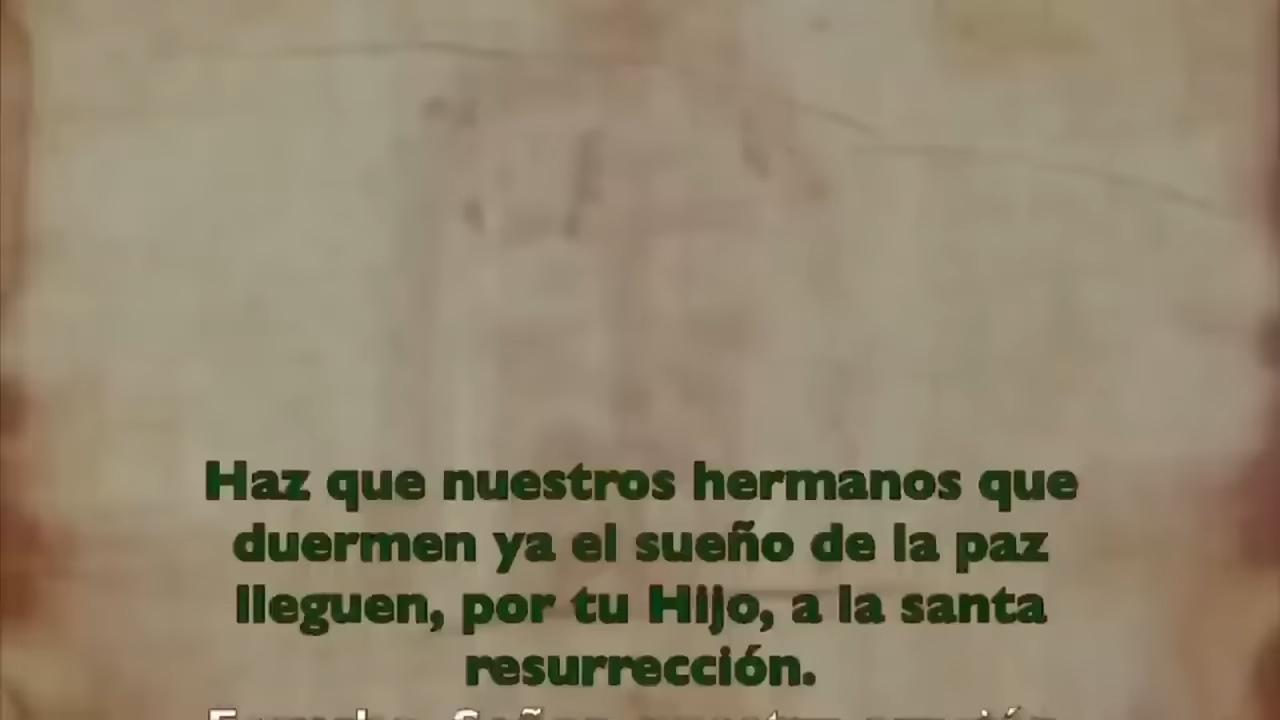 Haz que nuestros hermanos que
duermen ya el sueño de la paz
lleguen, por tu Hijo, a la santa
resurrección.